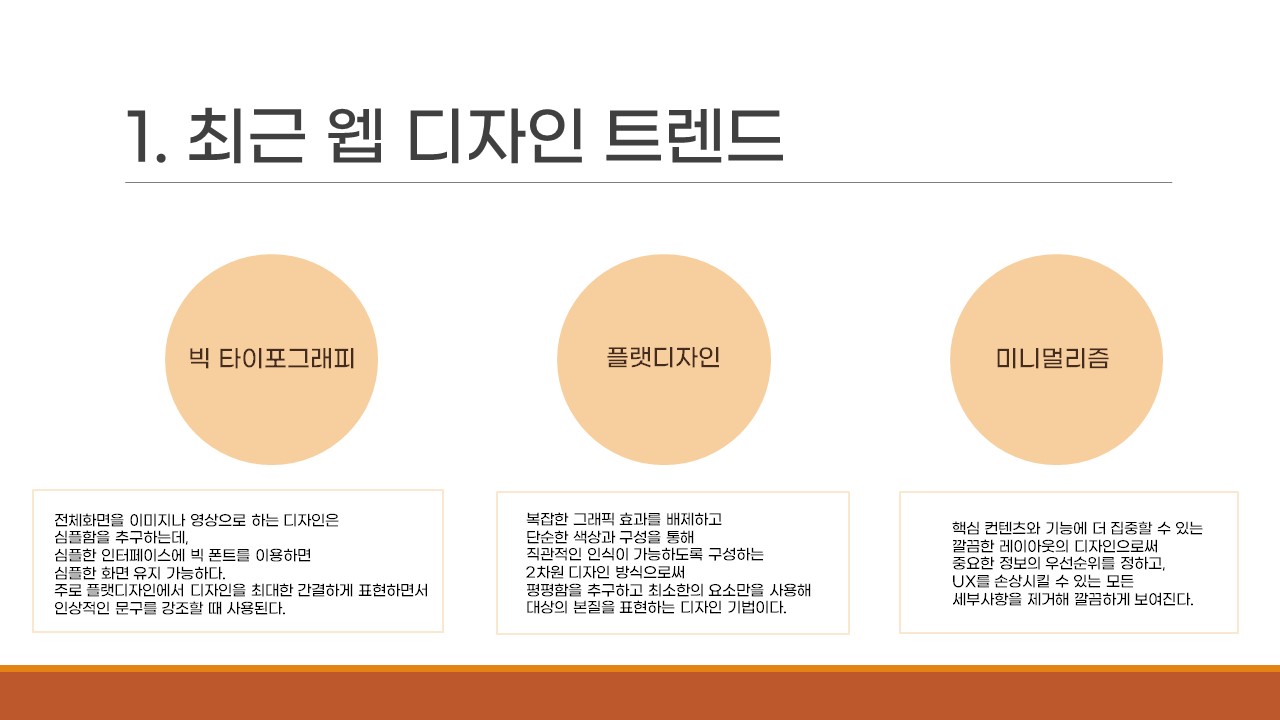 1. 최근 웹 디자인 트렌드
빅 타이포그래피
플랫디자인
미니멀리즘
전체화면을 이미지나 영상으로 하는 디자인은
심플함을 추구하는데,
심플한 인터페이스에 빅 폰트를 이용하면
심플한 화면 유지 가능하다.
주로 플랫디자인에서 디자인을 최대한 간결하게 표현하면서
인상적인 문구를 강조할 때 사용된다.
복잡한 그래픽 효과를 배제하고
단순한 색상과 구성을 통해
직관적인 인식이 가능하도록 구성하는
2차원 디자인 방식으로써
평평함을 추구하고 최소한의 요소만을 사용해
대상의 본질을 표현하는 디자인 기법이다.
핵심 컨텐츠와 기능에 더 집중할 수 있는
깔끔한 레이아웃의 디자인으로써
중요한 정보의 우선순위를 정하고,
UX를 손상시킬 수 있는 모든
세부사항을 제거해 깔끔하게 보여진다.